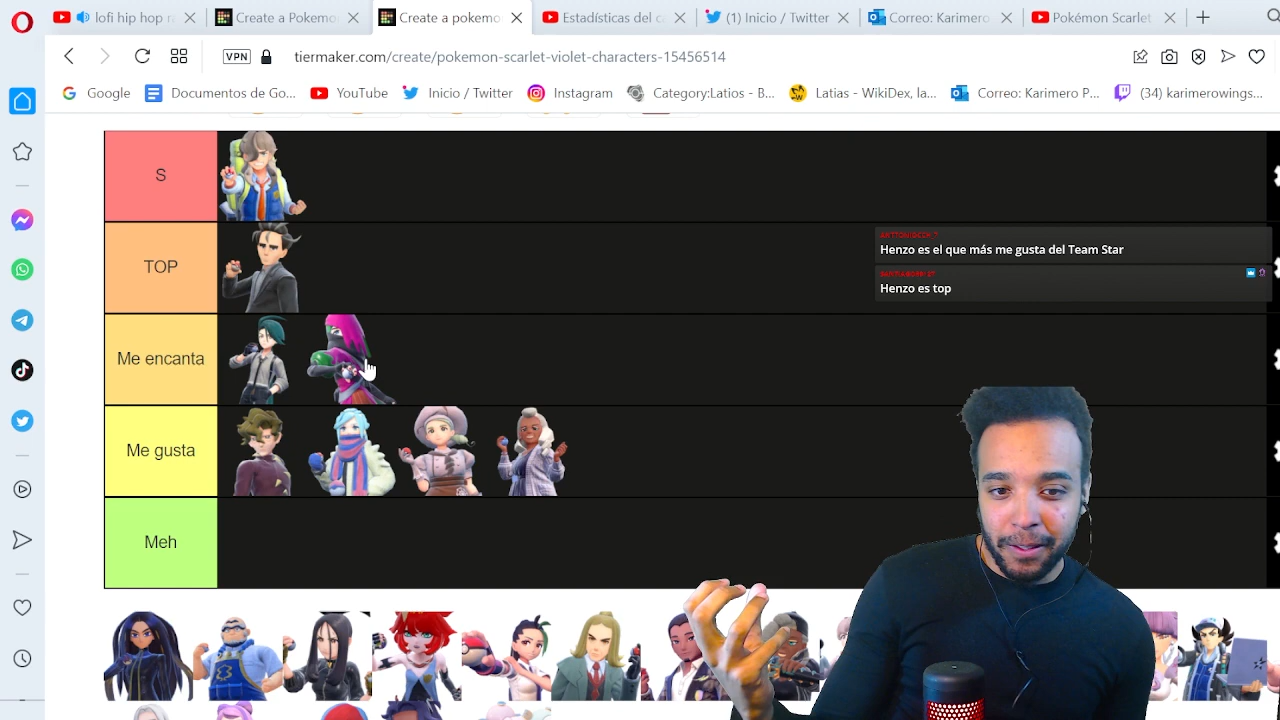 lofi hip hop r
Create a Pokemo
Create a pokemo
Estadísticas de
(1) Inicio / Twitter
Correo: Karimero
Pokémon Scarlet
VPN
tiermaker.com/create/pokemon-scarlet-violet-characters-15456514
Google
Documentos de Go...
YouTube
Inicio / Twitter
Instagram
Category:Latios - B...
Latias - WikiDex, la...
Correo: Karimero P...
(34) karimerowings...
S
TOP
Henzo es el que más me gusta del Team Star
Henzo es top
Me encanta
Me gusta
Meh